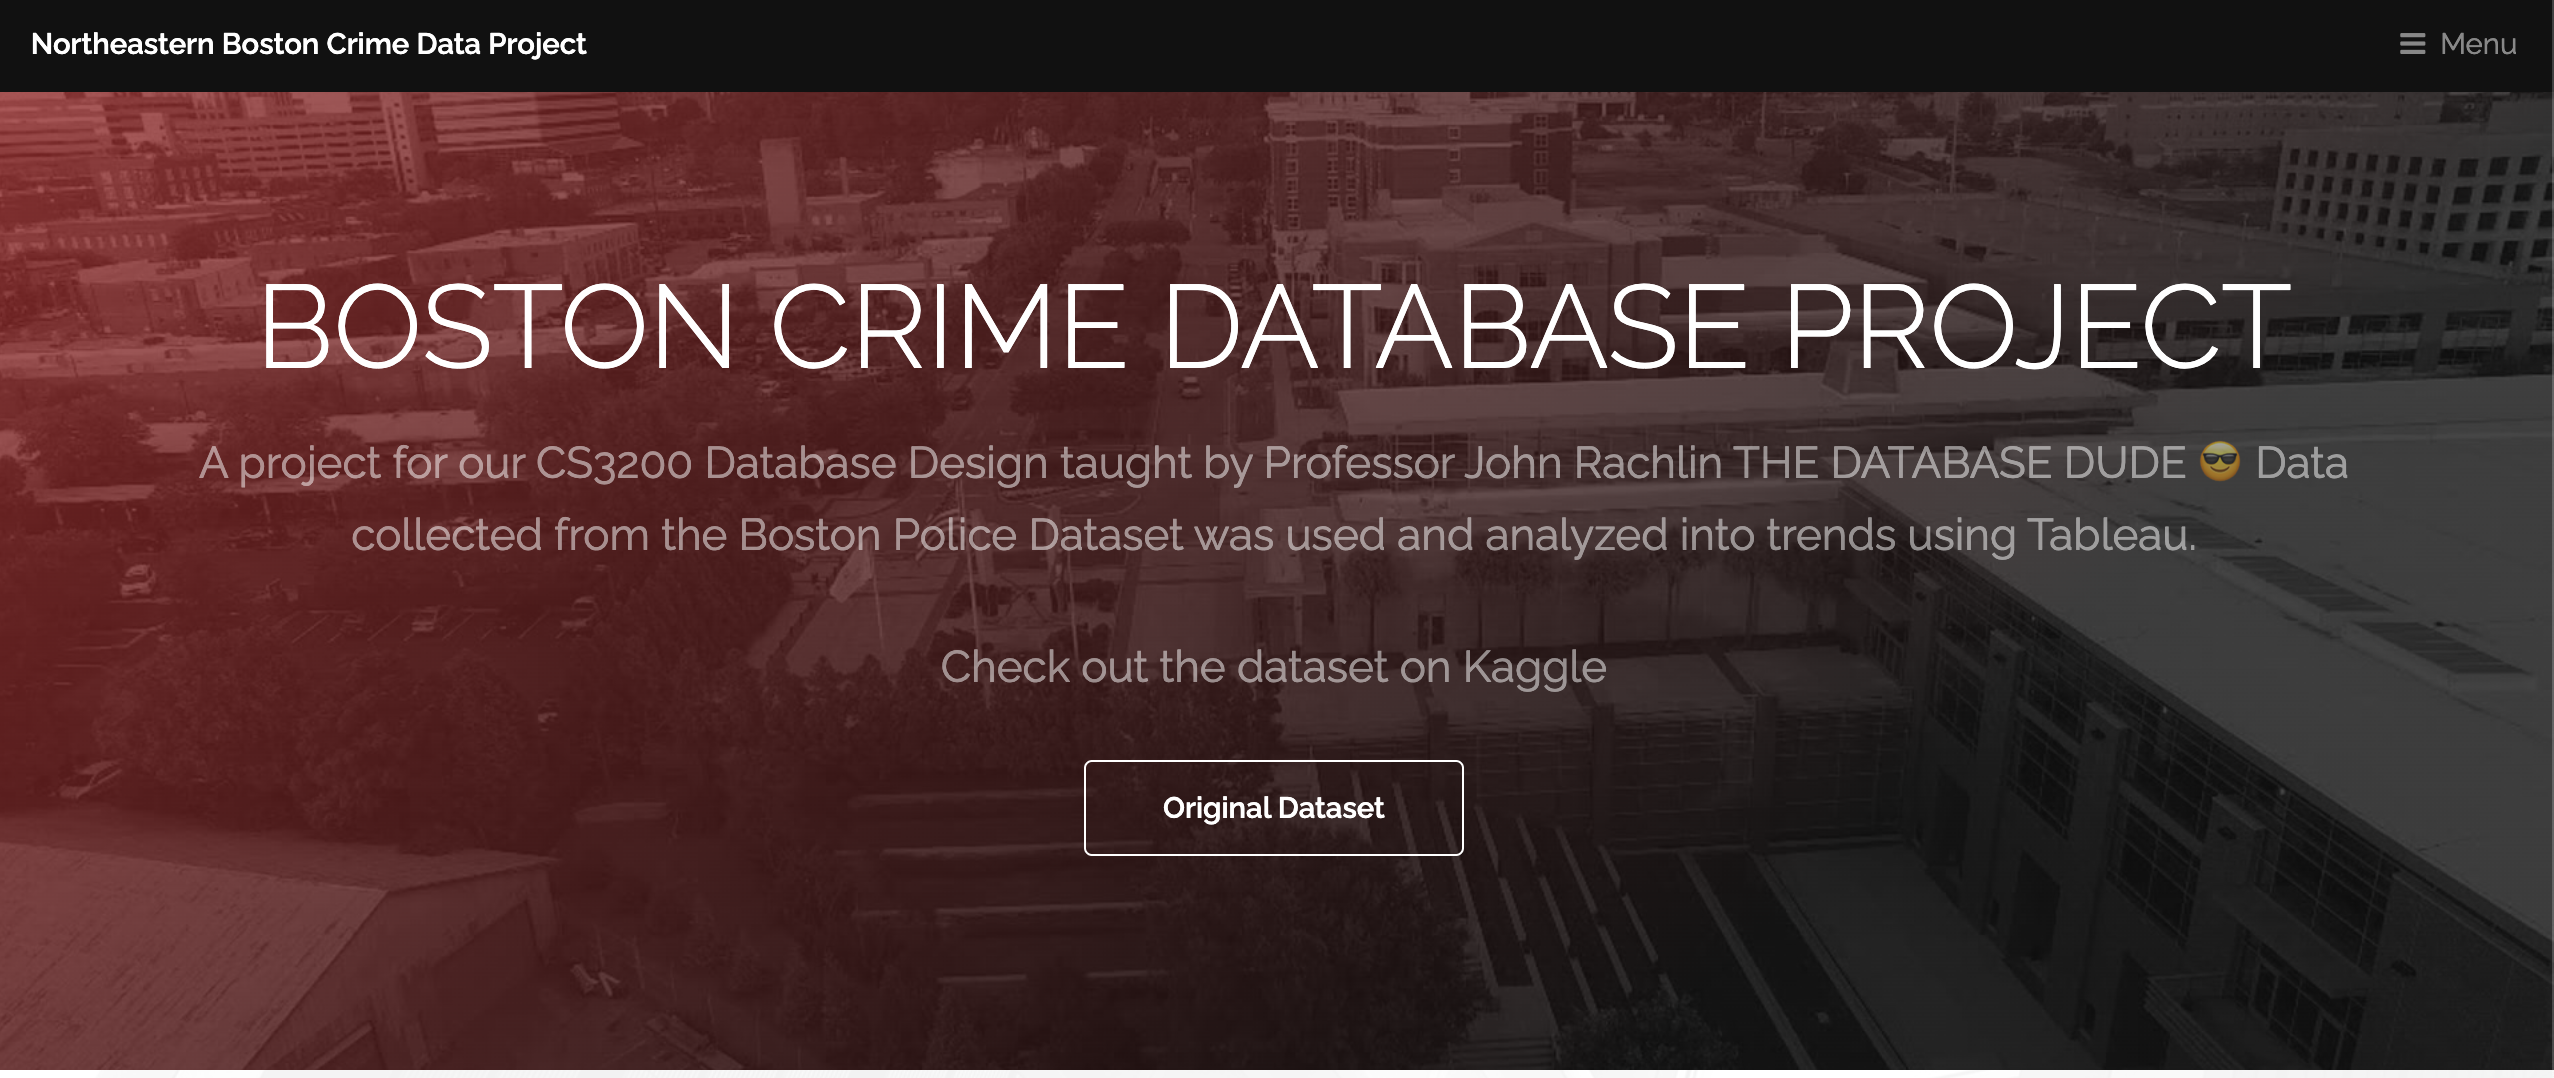 Northeastern Boston Crime Data Project
Menu
BOSTON CRIME DATABASE PROJECT
A project for our CS3200 Database Design taught by Professor John Rachlin THE DATABASE DUDE 😎 Data
collected from the Boston Police Dataset was used and analyzed into trends using Tableau.
Check out the dataset on Kaggle
Original Dataset